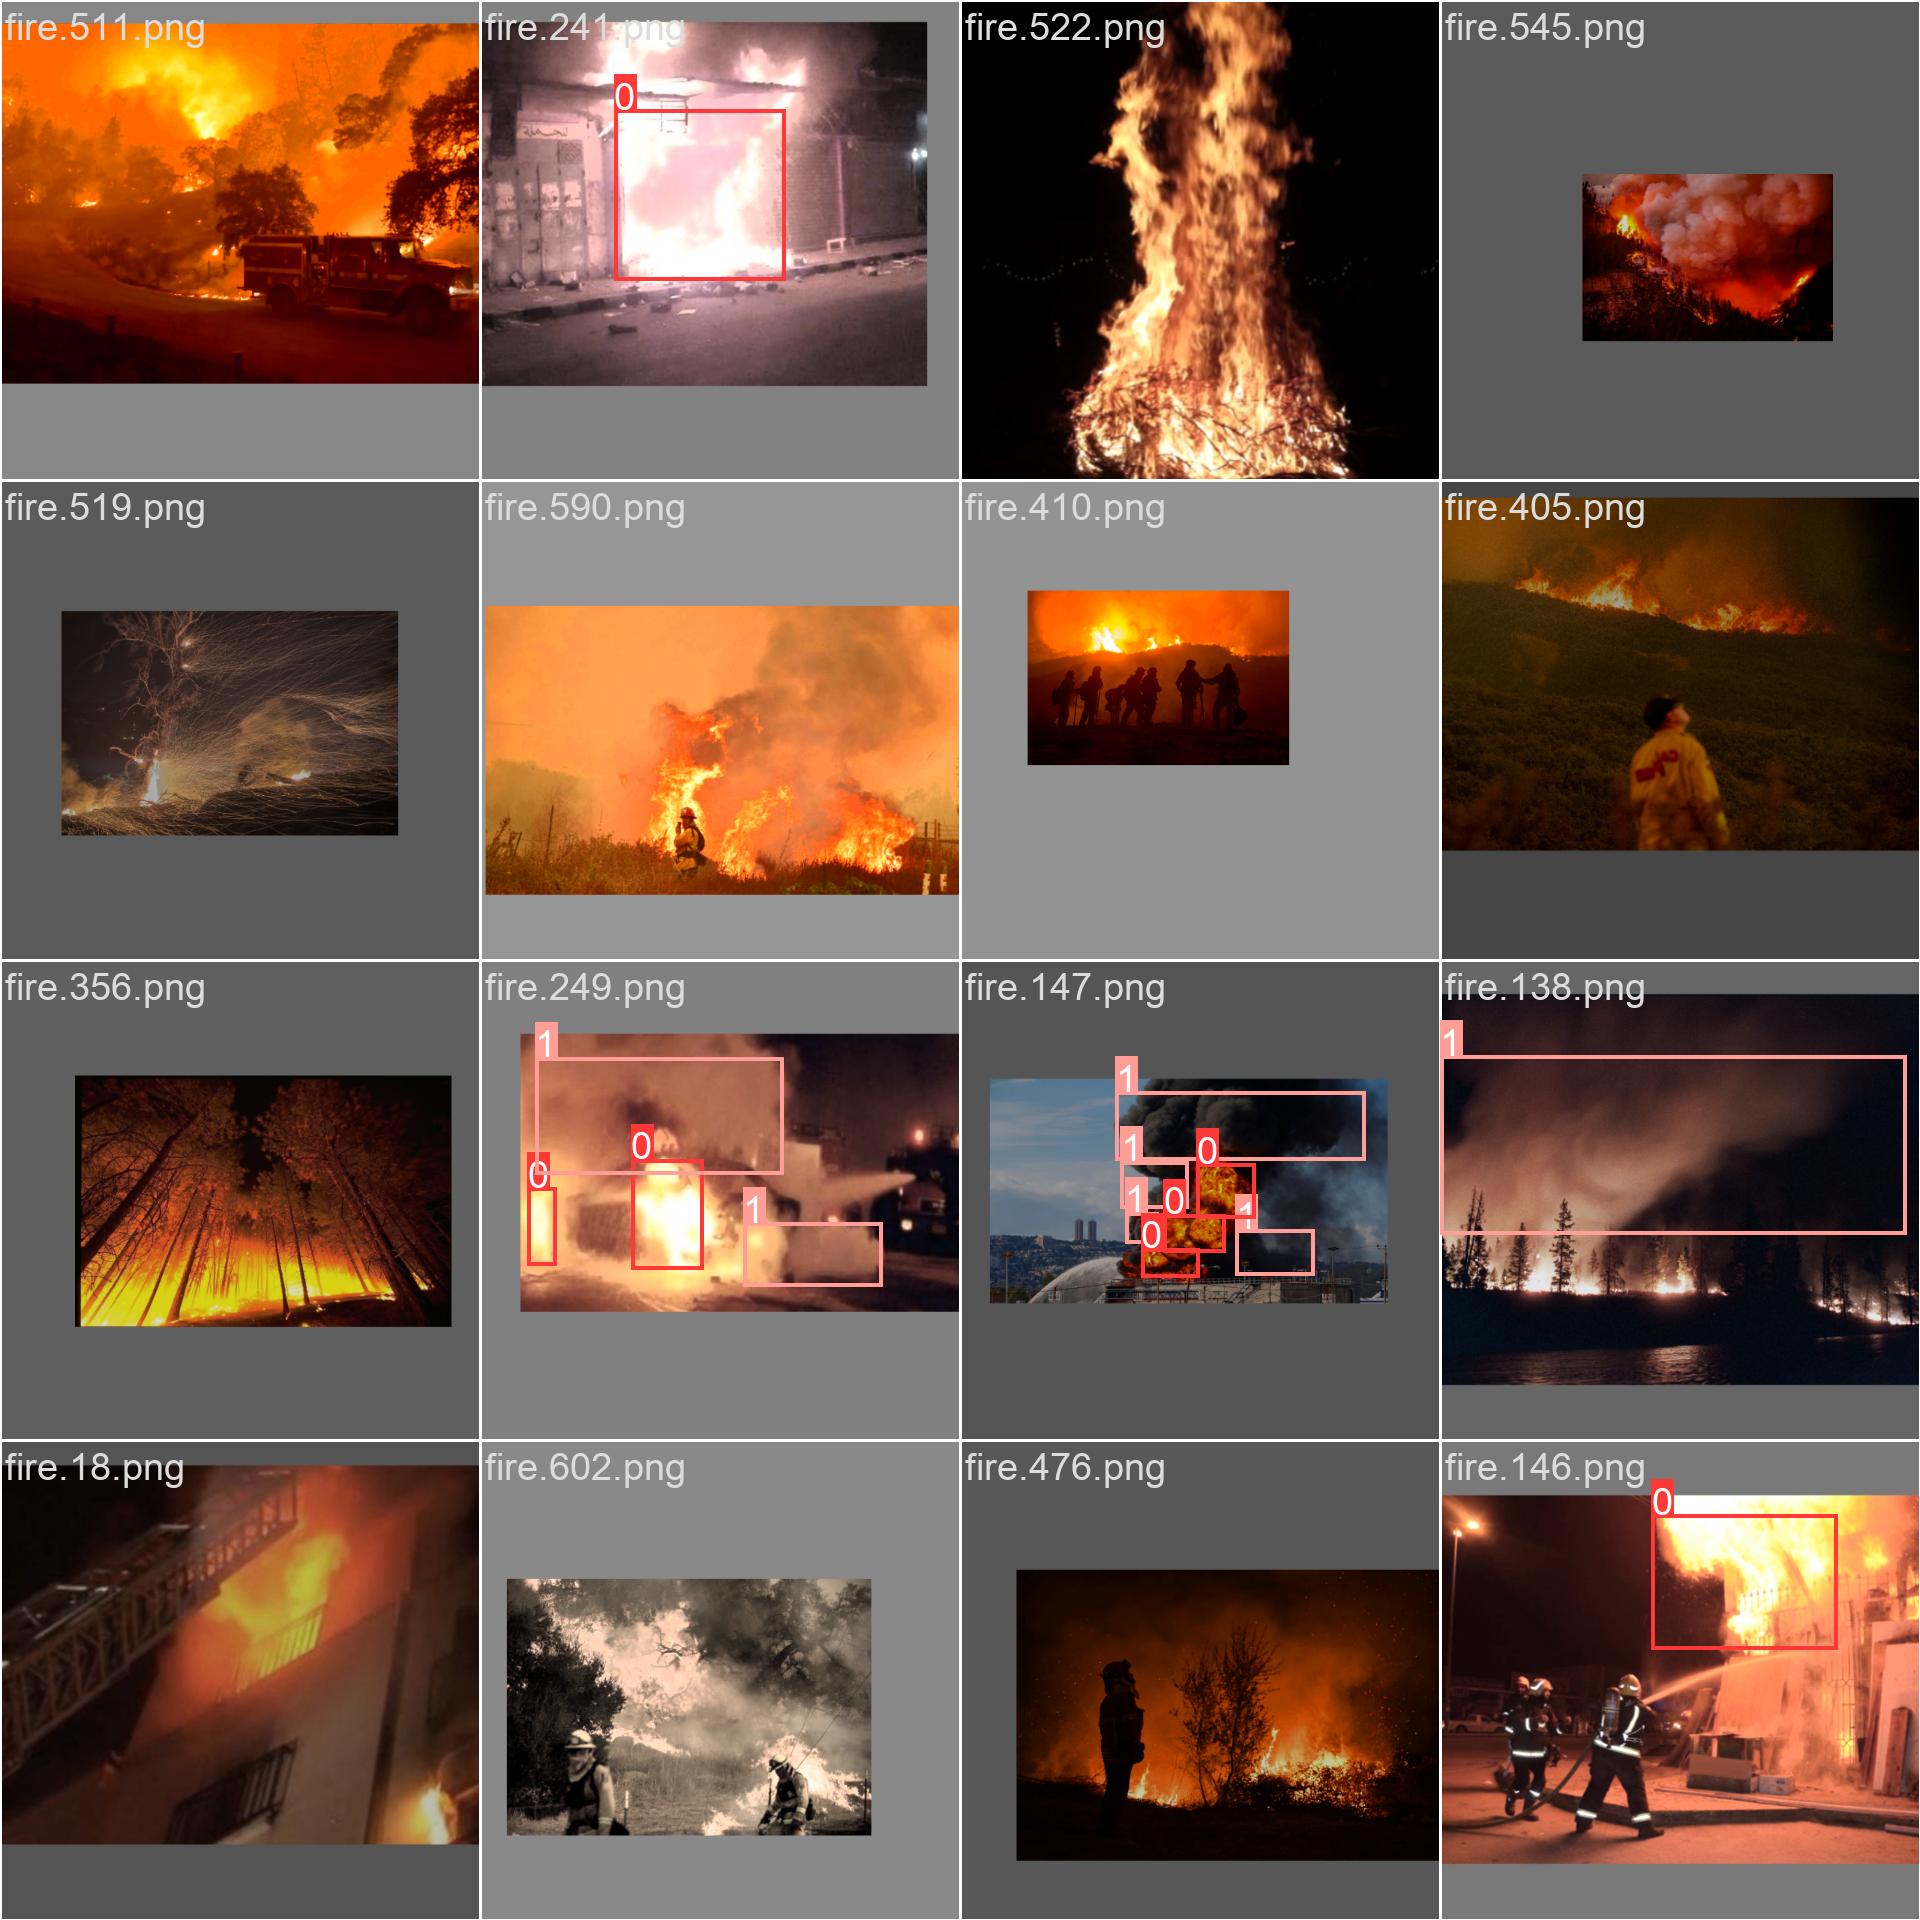 fire.511.png
fire.241.png
0
للجملة
fire.522.png
fire.545.png
fire.519.png
fire.590.png
fire.410.png
fire.405.png
fire.356.png
fire.249.png
1
0
0
1
fire.147.png
1
1
0
1
0
0
1
fire.138.png
1
fire.18.png
fire.602.png
fire.476.png
fire.146.png
0